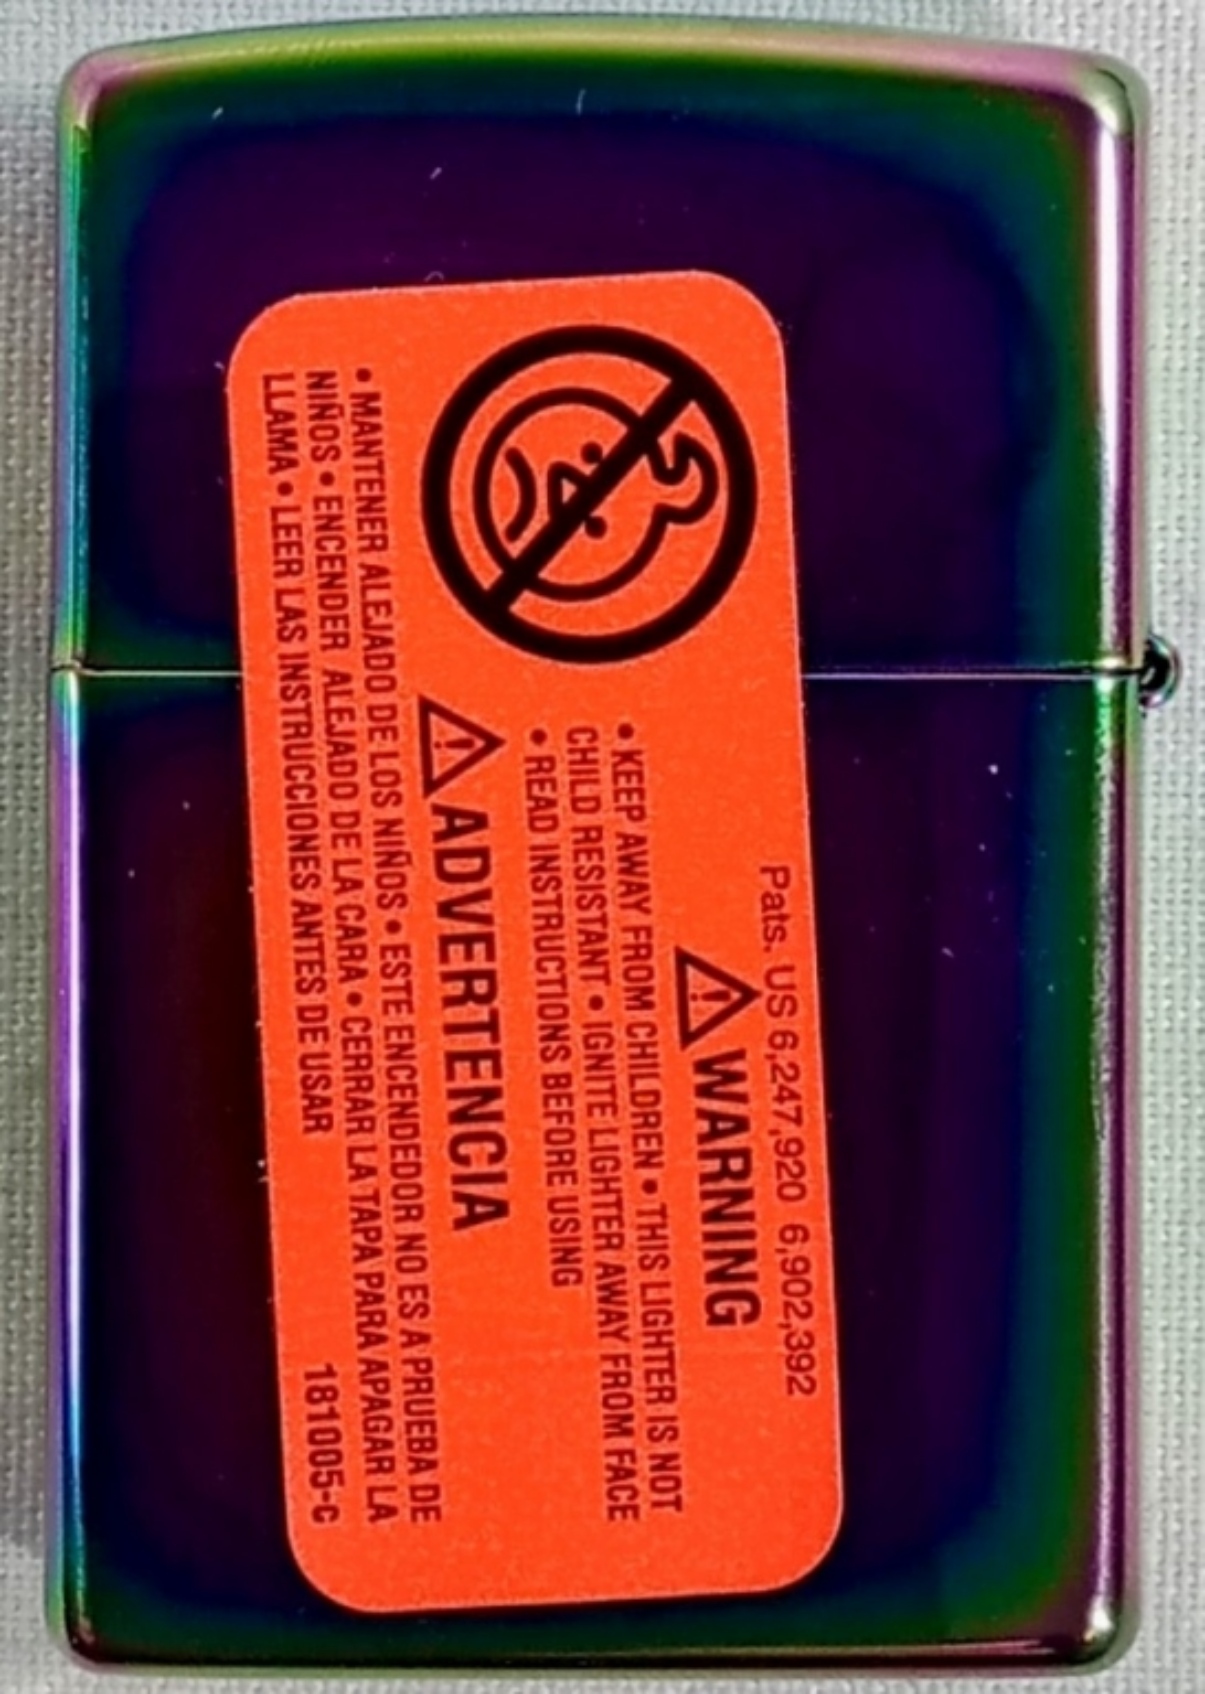 Pats. US 6,247,920 6,902,392
WARNING
• KEEP AWAY FROM CHILDREN • THIS LIGHTER IS NOT
CHILD RESISTANT • IGNITE LIGHTER AWAY FROM FACE
• READ INSTRUCTIONS BEFORE USING
ADVERTENCIA
• MANTENER ALEJADO DE LOS NIÑOS • ESTE ENCENDEDOR NO ES A PRUEBA DE
NIÑOS • ENCENDER ALEJADO DE LA CARA • CERRAR LA TAPA PARA APAGAR LA
LLAMA • LEER LAS INSTRUCCIONES ANTES DE USAR
181005-C